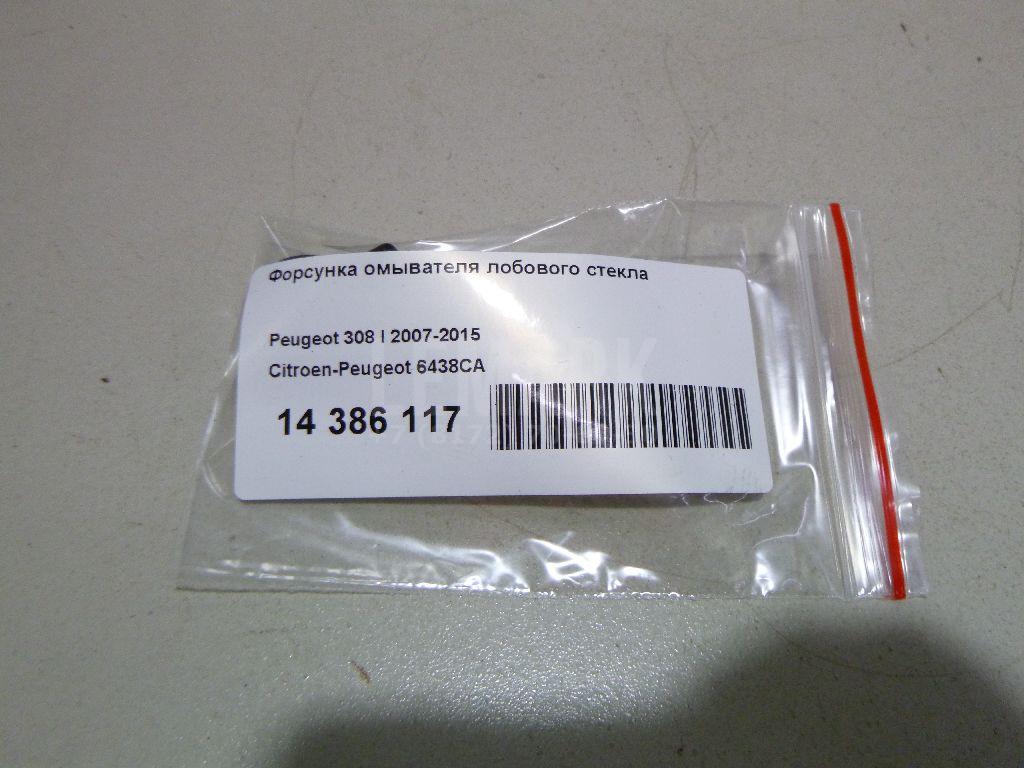 Форсунка омывателя лобового стекла
Peugeot 308 I 2007-2015
Citroen-Peugeot 6438CA
14 386 117